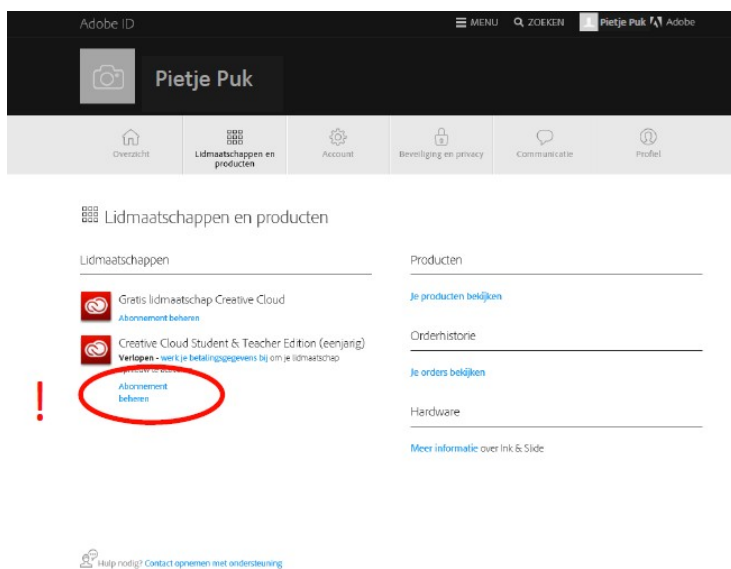 Adobe ID
MENU
ZOEKEN
Pietje Puk
Adobe
Pietje Puk
Overzicht
Lidmaatschappen en
producten
Account
Beveiliging en privacy
Communicatie
Profiel
Lidmaatschappen en producten
Lidmaatschappen
Gratis lidmaatschap Creative Cloud
Abonnement beheren
Creative Cloud Student & Teacher Edition (eenjarig)
Verlopen - werk je betalingsgegevens bij om je lidmaatschap
Abonnement
beheren
!
Producten
Je producten bekijken
Orderhistorie
Je orders bekijken
Hardware
Meer informatie over Ink & Slide
Hulp nodig? Contact opnemen met ondersteuning